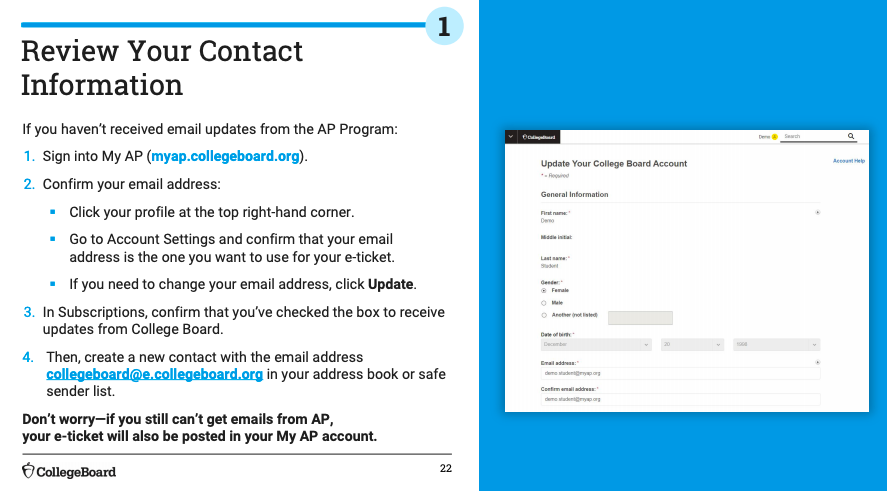 1
Review Your Contact
Information
If you haven’t received email updates from the AP Program:
1. Sign into My AP (myap.collegeboard.org).
2. Confirm your email address:
▪ Click your profile at the top right-hand corner.
▪ Go to Account Settings and confirm that your email
address is the one you want to use for your e-ticket.
▪ If you need to change your email address, click Update.
3. In Subscriptions, confirm that you’ve checked the box to receive
updates from College Board.
4. Then, create a new contact with the email address
collegeboard@e.collegeboard.org in your address book or safe
sender list.
Don’t worry—if you still can’t get emails from AP,
your e-ticket will also be posted in your My AP account.
CollegeBoard
22
CollegeBoard
Demo
Search
Account Help
Update Your College Board Account
* = Required
General Information
First name: *
Demo
Middle initial:
Last name: *
Student
Gender: *
Female
Male
Another (not listed)
Date of birth: *
December 20 1998
Email address: *
demo.student@myap.org
Confirm email address: *
demo.student@myap.org